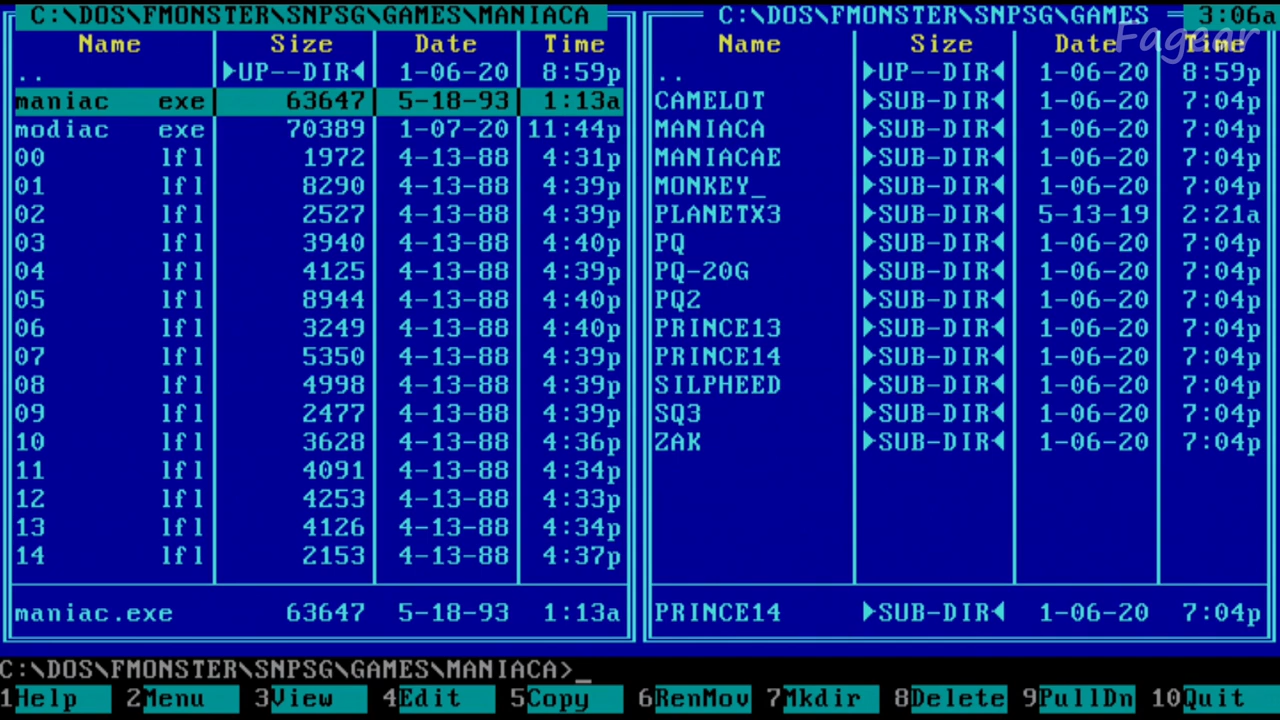 C:\DOS\FMONSTER\SNPSG\GAMES\MANIACA C:\DOS\FMONSTER\SNPSG\GAMES 3:06a
Fagear
Name Size Date Time Name Size Date Time
.. ►UP--DIR◄ 1-06-20 8:59p .. ►UP--DIR◄ 1-06-20 8:59p
maniac exe 63647 5-18-93 1:13a CAMELOT ►SUB-DIR◄ 1-06-20 7:04p
modiac exe 70389 1-07-20 11:44p MANIACA ►SUB-DIR◄ 1-06-20 7:04p
00 lfl 1972 4-13-88 4:31p MANIACAE ►SUB-DIR◄ 1-06-20 7:04p
01 lfl 8290 4-13-88 4:39p MONKEY_ ►SUB-DIR◄ 1-06-20 7:04p
02 lfl 2527 4-13-88 4:39p PLANETX3 ►SUB-DIR◄ 5-13-19 2:21a
03 lfl 3940 4-13-88 4:40p PQ ►SUB-DIR◄ 1-06-20 7:04p
04 lfl 4125 4-13-88 4:39p PQ-20G ►SUB-DIR◄ 1-06-20 7:04p
05 lfl 8944 4-13-88 4:40p PQ2 ►SUB-DIR◄ 1-06-20 7:04p
06 lfl 3249 4-13-88 4:40p PRINCE13 ►SUB-DIR◄ 1-06-20 7:04p
07 lfl 5350 4-13-88 4:39p PRINCE14 ►SUB-DIR◄ 1-06-20 7:04p
08 lfl 4998 4-13-88 4:39p SILPHEED ►SUB-DIR◄ 1-06-20 7:04p
09 lfl 2477 4-13-88 4:39p SQ3 ►SUB-DIR◄ 1-06-20 7:04p
10 lfl 3628 4-13-88 4:36p ZAK ►SUB-DIR◄ 1-06-20 7:04p
11 lfl 4091 4-13-88 4:34p
12 lfl 4253 4-13-88 4:33p
13 lfl 4126 4-13-88 4:34p
14 lfl 2153 4-13-88 4:37p
maniac.exe 63647 5-18-93 1:13a PRINCE14 ►SUB-DIR◄ 1-06-20 7:04p
C:\DOS\FMONSTER\SNPSG\GAMES\MANIACA>_
1Help 2Menu 3View 4Edit 5Copy 6RenMov 7Mkdir 8Delete 9PullDn 10Quit